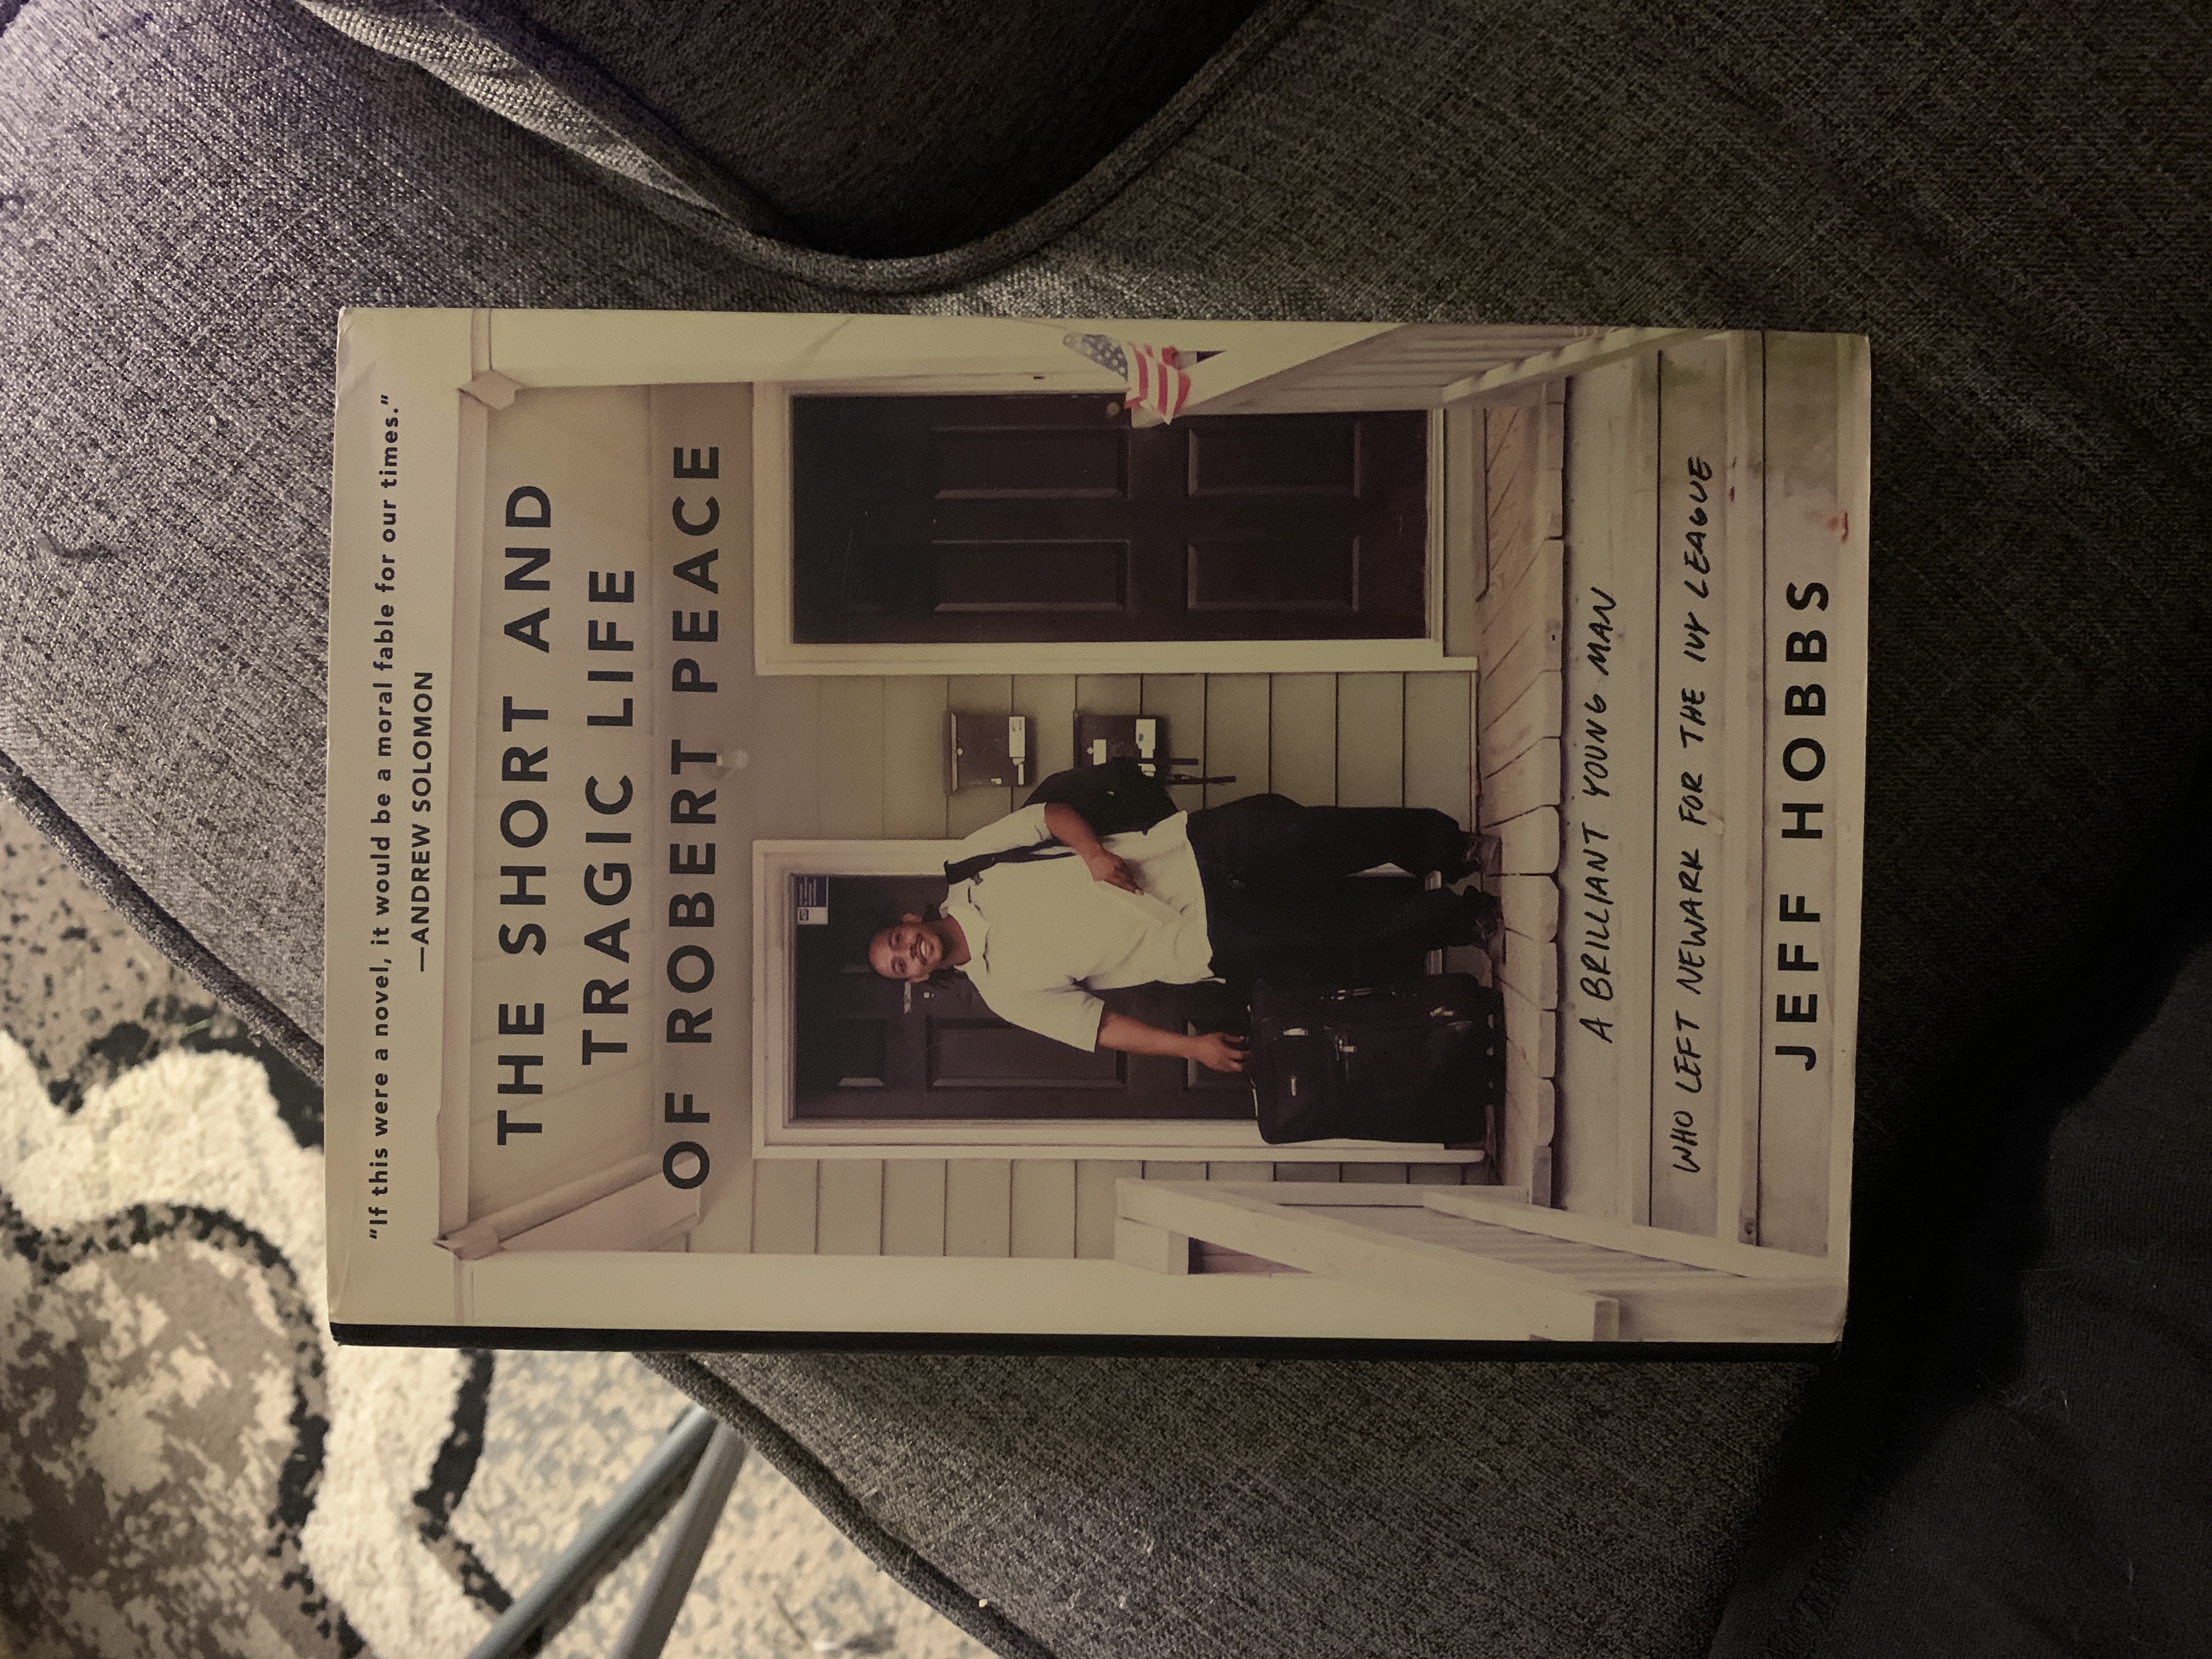 "If this were a novel, it would be a moral fable for our times."
—ANDREW SOLOMON
THE SHORT AND
TRAGIC LIFE
OF ROBERT PEACE
A BRILLIANT YOUNG MAN
WHO LEFT NEWARK FOR THE IVY LEAGUE
JEFF HOBBS